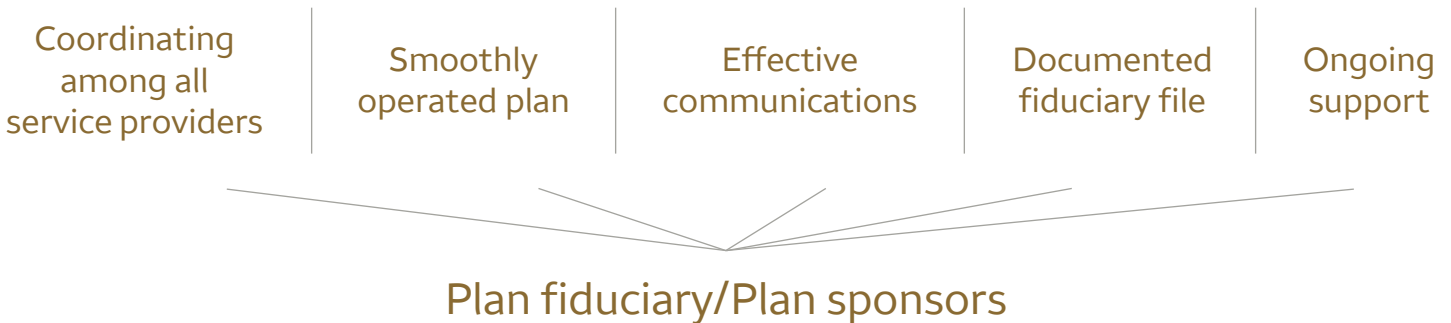 Coordinating
among all
service providers
Smoothly
operated plan
Effective
communications
Documented
fiduciary file
Ongoing
support
Plan fiduciary/Plan sponsors